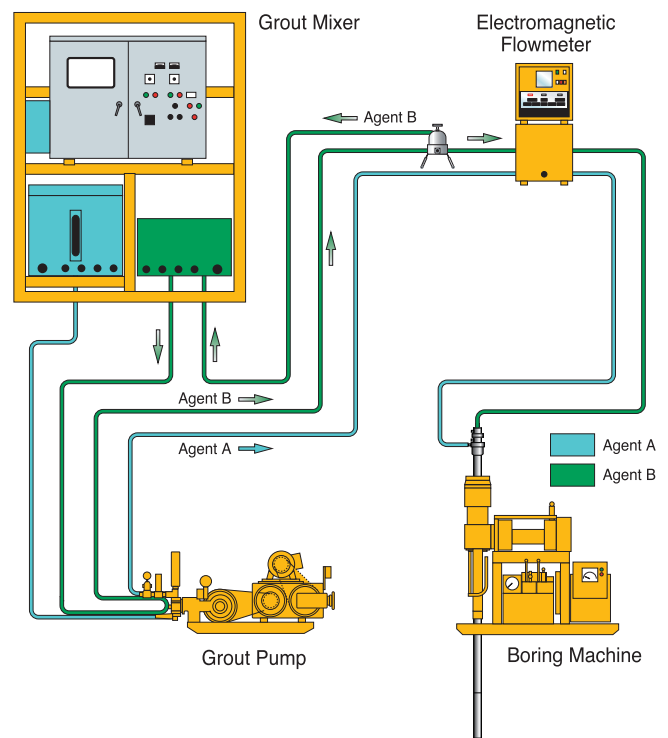 Grout Mixer
Electromagnetic
Flowmeter
Agent B
Agent B
Agent A
Agent A
Agent B
Grout Pump
Boring Machine